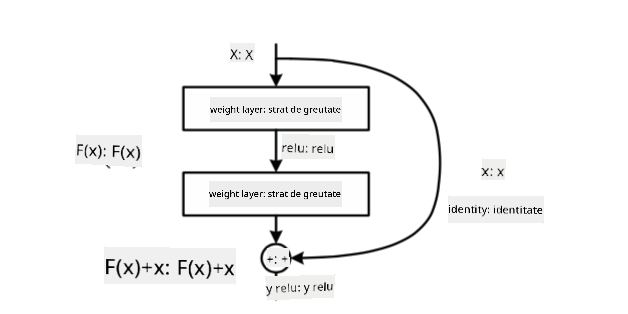 X: X
weight layer: strat de greutate
F(x): F(x)
relu: relu
x: x
weight layer: strat de greutate
identity: identitate
F(x)+x: F(x)+x
+: +
y relu: y relu